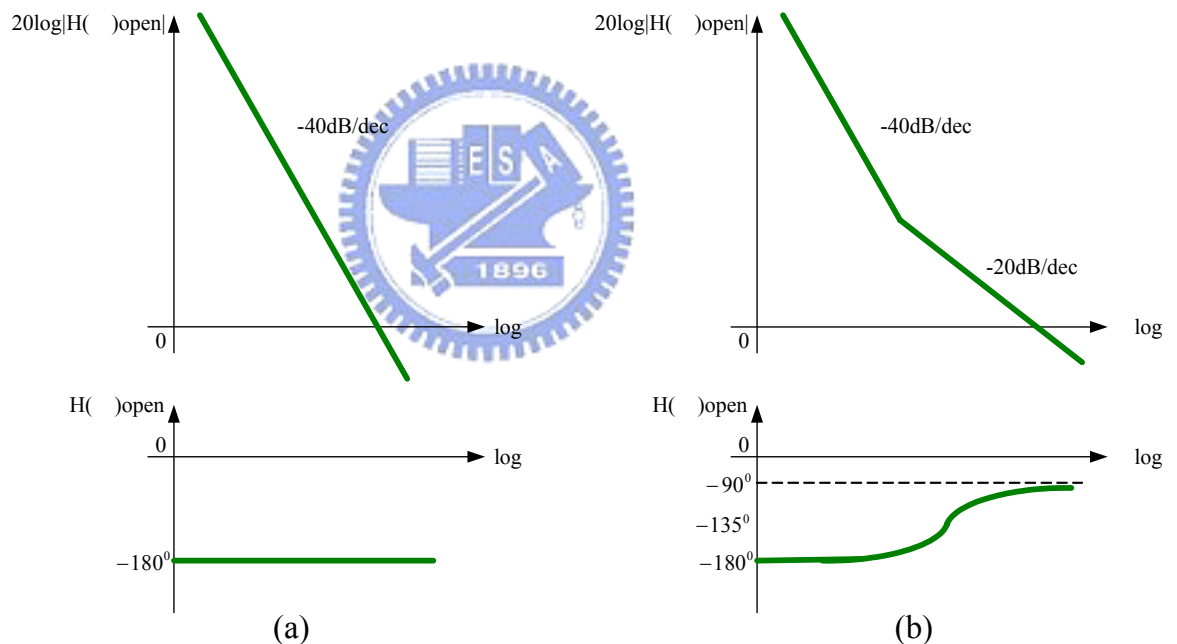 20log|H( )open|
-40dB/dec
0
log
H( )open
0
log
−180⁰
(a)
20log|H( )open|
-40dB/dec
-20dB/dec
0
log
H( )open
0
log
−90⁰
−135⁰
−180⁰
(b)
E S A
1896